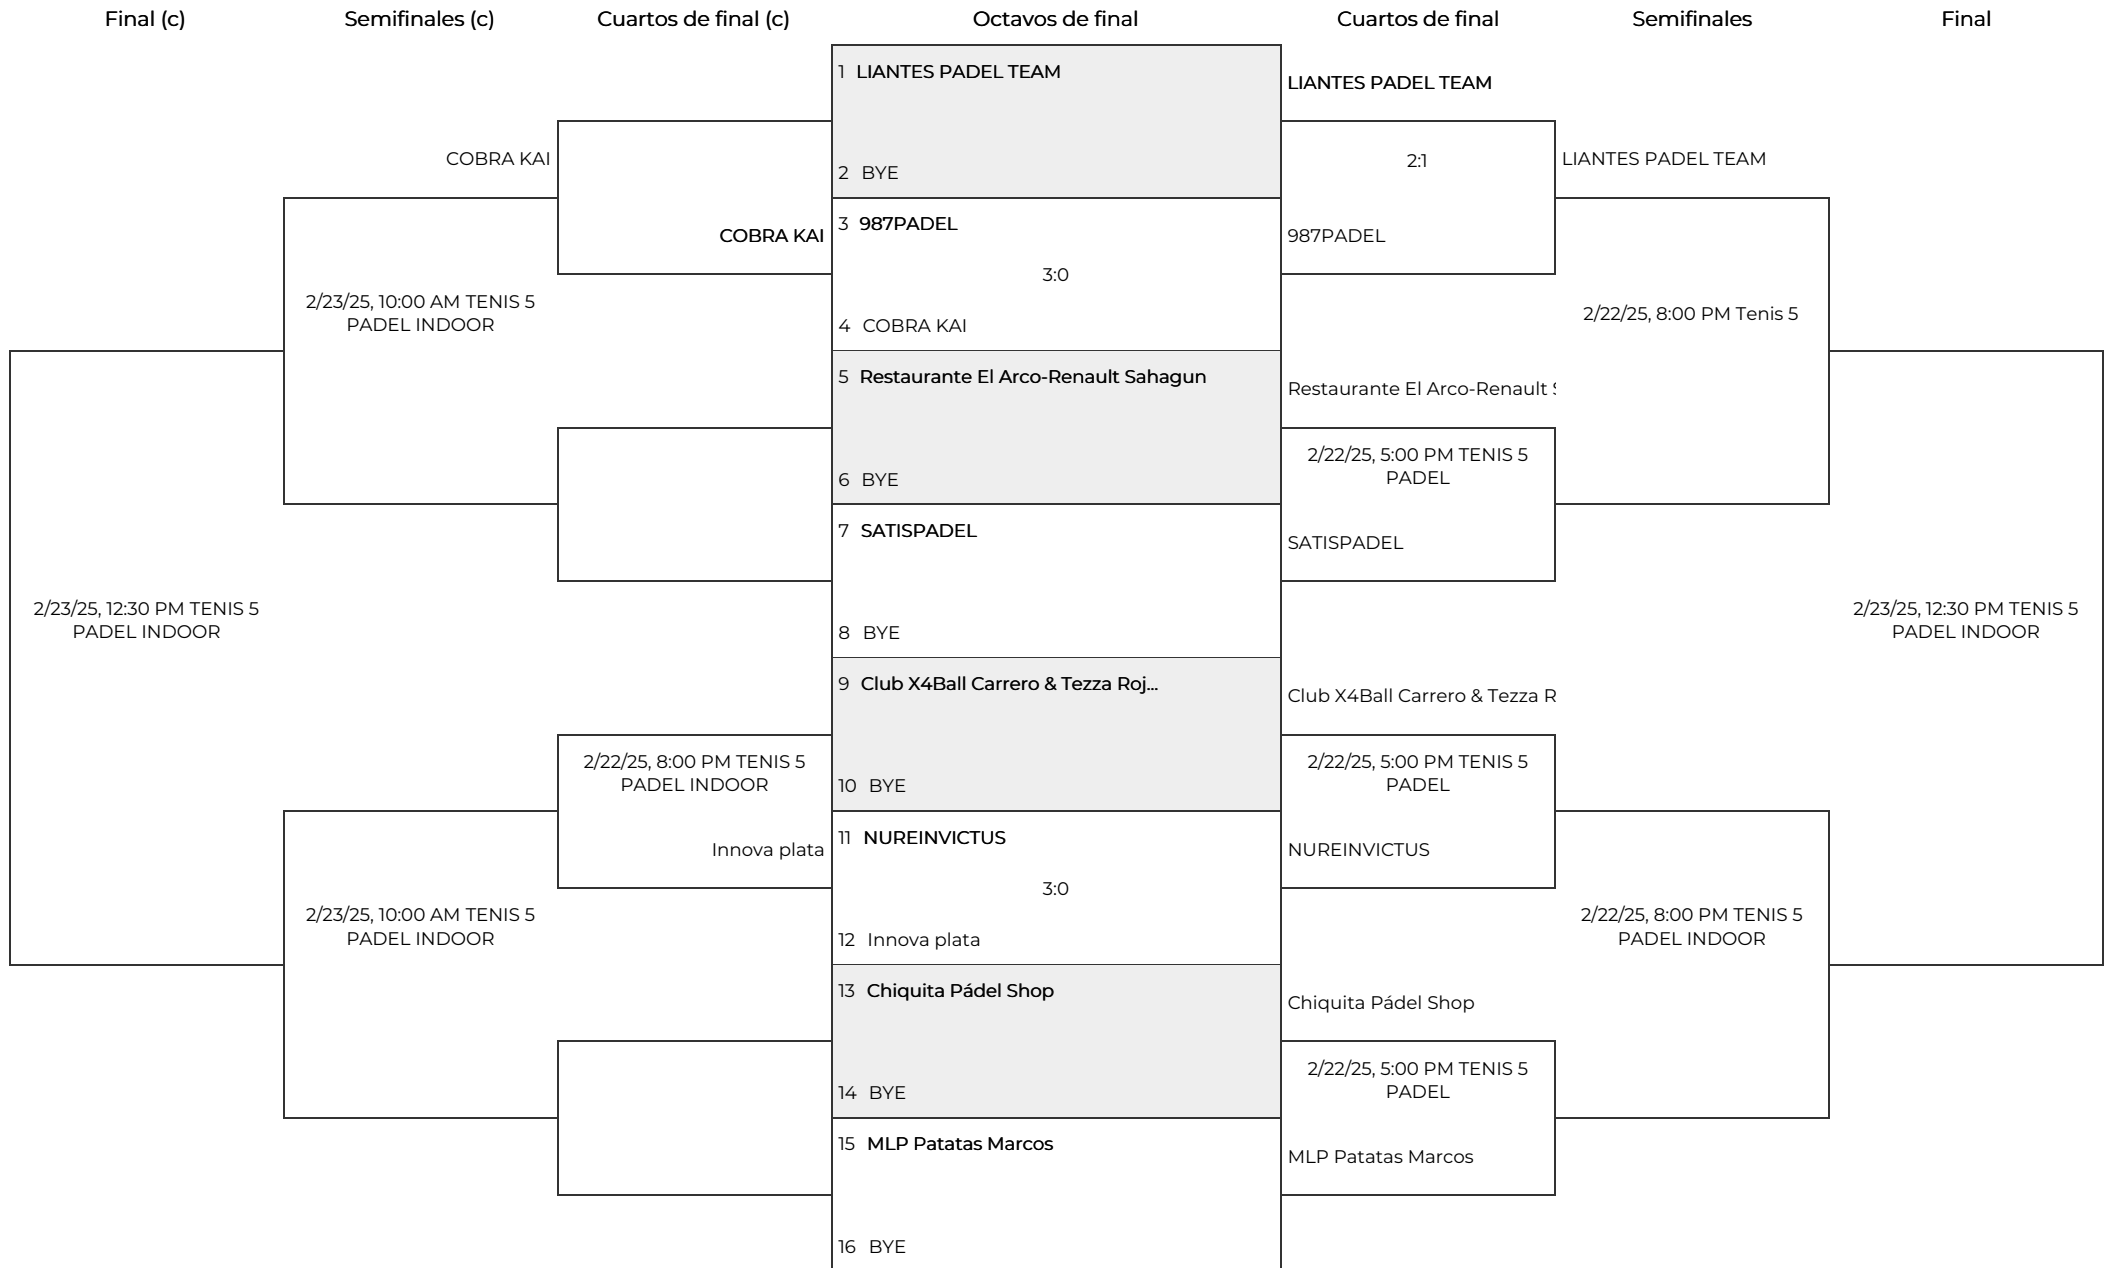 Final (c)
Semifinales (c)
Cuartos de final (c)
Octavos de final
Cuartos de final
Semifinales
Final
1 LIANTES PADEL TEAM
LIANTES PADEL TEAM
COBRA KAI
2 BYE
2:1
LIANTES PADEL TEAM
COBRA KAI
3 987PADEL
987PADEL
3:0
2/23/25, 10:00 AM TENIS 5
PADEL INDOOR
4 COBRA KAI
2/22/25, 8:00 PM Tenis 5
5 Restaurante El Arco-Renault Sahagun
Restaurante El Arco-Renault S
2/22/25, 5:00 PM TENIS 5
PADEL
6 BYE
7 SATISPADEL
SATISPADEL
2/23/25, 12:30 PM TENIS 5
PADEL INDOOR
8 BYE
2/23/25, 12:30 PM TENIS 5
PADEL INDOOR
9 Club X4Ball Carrero & Tezza Roj...
Club X4Ball Carrero & Tezza R
2/22/25, 8:00 PM TENIS 5
PADEL INDOOR
10 BYE
2/22/25, 5:00 PM TENIS 5
PADEL
Innova plata
11 NUREINVICTUS
NUREINVICTUS
3:0
2/23/25, 10:00 AM TENIS 5
PADEL INDOOR
12 Innova plata
2/22/25, 8:00 PM TENIS 5
PADEL INDOOR
13 Chiquita Pádel Shop
Chiquita Pádel Shop
14 BYE
2/22/25, 5:00 PM TENIS 5
PADEL
15 MLP Patatas Marcos
MLP Patatas Marcos
16 BYE